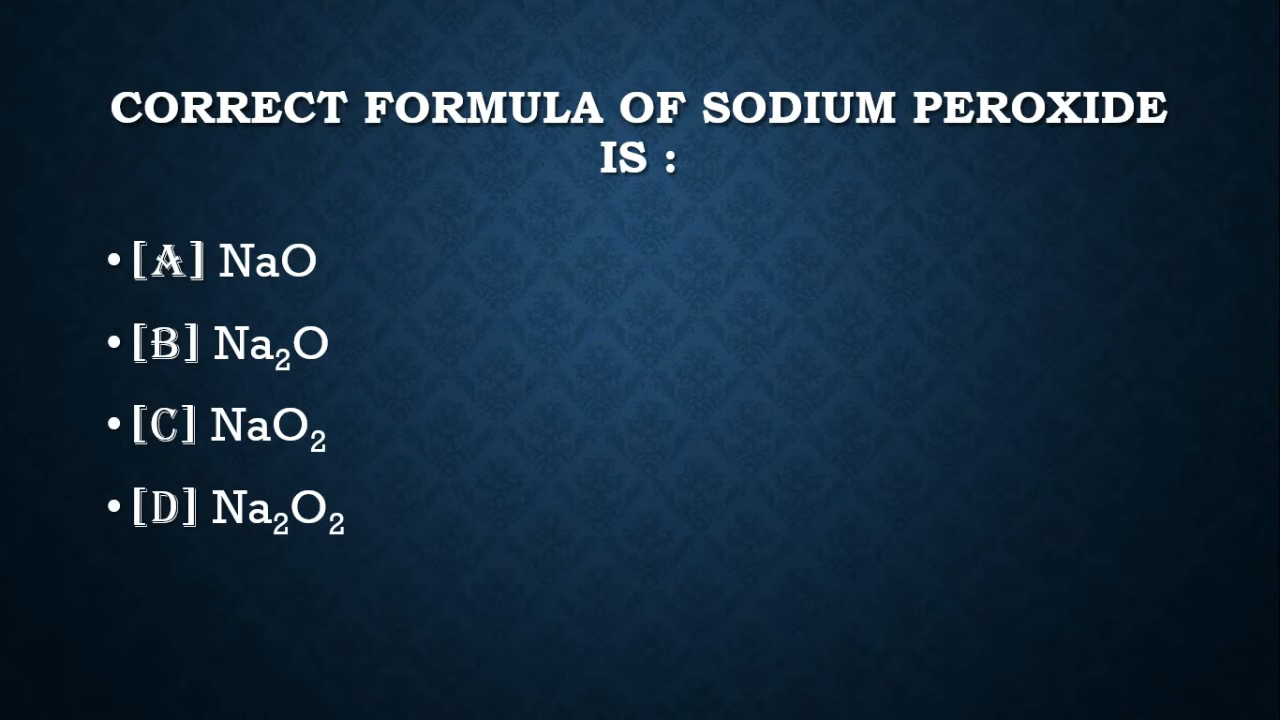 CORRECT FORMULA OF SODIUM PEROXIDE
IS :
• [A] NaO
• [B] Na₂O
• [C] NaO₂
• [D] Na₂O₂